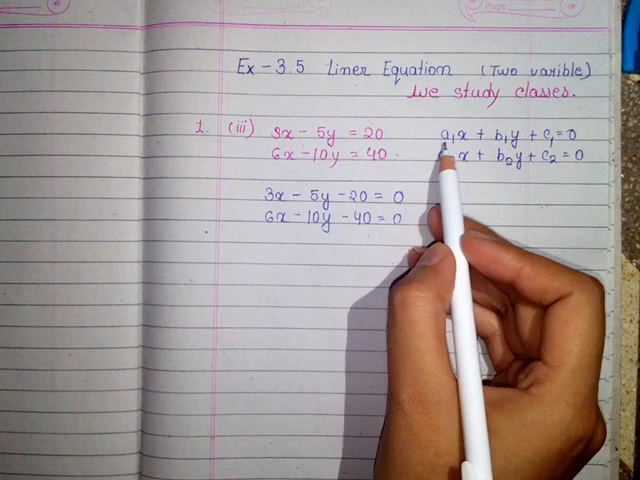 Ex - 3.5 Liner Equation (Two varible)
We study classes.
1. (iii) 3x - 5y = 20
6x - 10y = 40.
a₁x + b₁y + c₁ = 0
x + b₂y + c₂ = 0
3x - 5y - 20 = 0
6x - 10y - 40 = 0